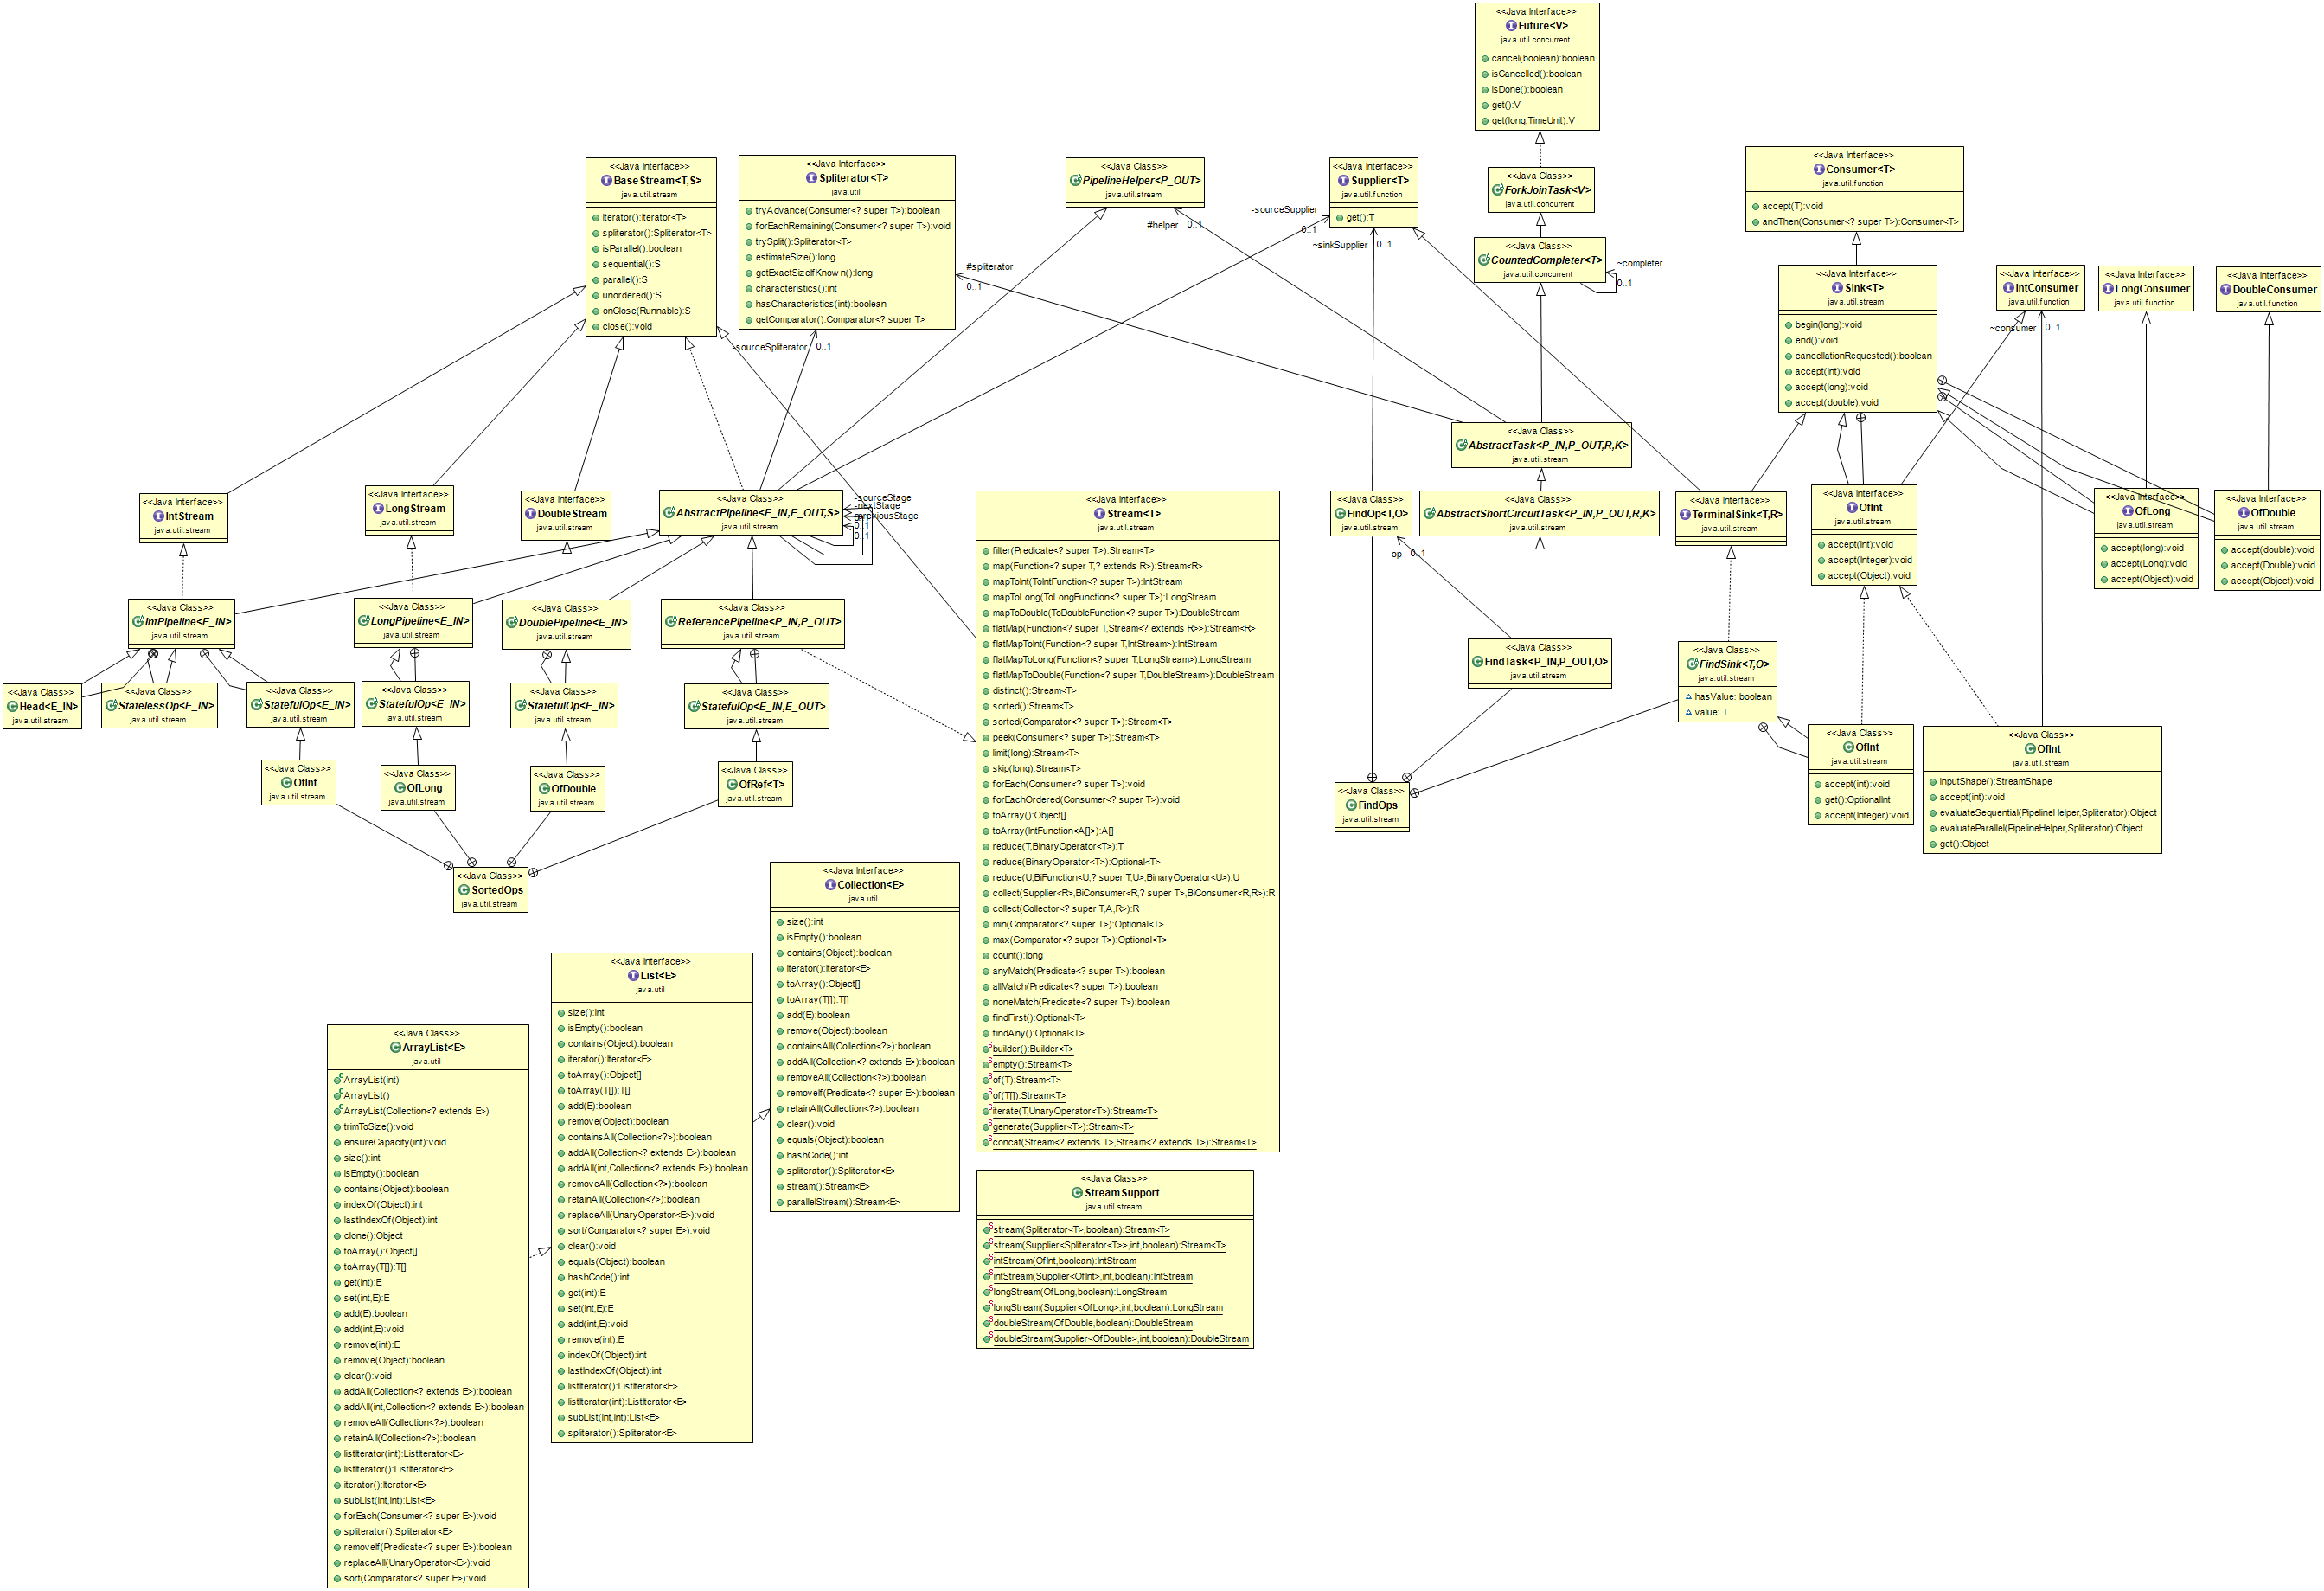 <<Java Interface>>
Future<V>
java.util.concurrent
cancel(boolean):boolean
isCancelled():boolean
isDone():boolean
get():V
get(long,TimeUnit):V
<<Java Interface>>
BaseStream<T,S>
java.util.stream
iterator():Iterator<T>
spliterator():Spliterator<T>
isParallel():boolean
sequential():S
parallel():S
unordered():S
onClose(Runnable):S
close():void
<<Java Interface>>
Spliterator<T>
java.util
tryAdvance(Consumer<? super T>):boolean
forEachRemaining(Consumer<? super T>):void
trySplit():Spliterator<T>
estimateSize():long
getExactSizeIfKnown():long
characteristics():int
hasCharacteristics(int):boolean
getComparator():Comparator<? super T>
<<Java Class>>
PipelineHelper<P_OUT>
java.util.stream
<<Java Interface>>
Supplier<T>
java.util.function
get():T
<<Java Class>>
ForkJoinTask<V>
java.util.concurrent
<<Java Class>>
CountedCompleter<T>
java.util.concurrent
~completer
0..1
<<Java Interface>>
Consumer<T>
java.util.function
accept(T):void
andThen(Consumer<? super T>):Consumer<T>
<<Java Interface>>
Sink<T>
java.util.stream
begin(long):void
end():void
cancellationRequested():boolean
accept(int):void
accept(long):void
accept(double):void
<<Java Interface>>
IntConsumer
java.util.function
<<Java Interface>>
LongConsumer
java.util.function
<<Java Interface>>
DoubleConsumer
java.util.function
#spliterator
0..1
#helper
0..1
-sourceSupplier
0..1
~sinkSupplier
0..1
-sourceSpliterator
0..1
~consumer
0..1
<<Java Class>>
AbstractTask<P_IN,P_OUT,R,K>
java.util.stream
<<Java Interface>>
IntStream
java.util.stream
<<Java Interface>>
LongStream
java.util.stream
<<Java Interface>>
DoubleStream
java.util.stream
<<Java Class>>
AbstractPipeline<E_IN,E_OUT,S>
java.util.stream
-sourceStage
-nextStage
-previousStage
0..1
0..1
<<Java Interface>>
Stream<T>
java.util.stream
filter(Predicate<? super T>):Stream<T>
map(Function<? super T,? extends R>):Stream<R>
mapToInt(ToIntFunction<? super T>):IntStream
mapToLong(ToLongFunction<? super T>):LongStream
mapToDouble(ToDoubleFunction<? super T>):DoubleStream
flatMap(Function<? super T,Stream<? extends R>>):Stream<R>
flatMapToInt(Function<? super T,IntStream>):IntStream
flatMapToLong(Function<? super T,LongStream>):LongStream
flatMapToDouble(Function<? super T,DoubleStream>):DoubleStream
distinct():Stream<T>
sorted():Stream<T>
sorted(Comparator<? super T>):Stream<T>
peek(Consumer<? super T>):Stream<T>
limit(long):Stream<T>
skip(long):Stream<T>
forEach(Consumer<? super T>):void
forEachOrdered(Consumer<? super T>):void
toArray():Object[]
toArray(IntFunction<A[]>):A[]
reduce(T,BinaryOperator<T>):T
reduce(BinaryOperator<T>):Optional<T>
reduce(U,BiFunction<U,? super T,U>,BinaryOperator<U>):U
collect(Supplier<R>,BiConsumer<R,? super T>,BiConsumer<R,R>):R
collect(Collector<? super T,A,R>):R
min(Comparator<? super T>):Optional<T>
max(Comparator<? super T>):Optional<T>
count():long
anyMatch(Predicate<? super T>):boolean
allMatch(Predicate<? super T>):boolean
noneMatch(Predicate<? super T>):boolean
findFirst():Optional<T>
findAny():Optional<T>
builder():Builder<T>
empty():Stream<T>
of(T):Stream<T>
of(T[]):Stream<T>
iterate(T,UnaryOperator<T>):Stream<T>
generate(Supplier<T>):Stream<T>
concat(Stream<? extends T>,Stream<? extends T>):Stream<T>
<<Java Class>>
FindOp<T,O>
java.util.stream
-op
0..1
<<Java Class>>
AbstractShortCircuitTask<P_IN,P_OUT,R,K>
java.util.stream
<<Java Interface>>
TerminalSink<T,R>
java.util.stream
<<Java Interface>>
OfInt
java.util.stream
accept(int):void
accept(Integer):void
accept(Object):void
<<Java Interface>>
OfLong
java.util.stream
accept(long):void
accept(Long):void
accept(Object):void
<<Java Interface>>
OfDouble
java.util.stream
accept(double):void
accept(Double):void
accept(Object):void
<<Java Class>>
IntPipeline<E_IN>
java.util.stream
<<Java Class>>
LongPipeline<E_IN>
java.util.stream
<<Java Class>>
DoublePipeline<E_IN>
java.util.stream
<<Java Class>>
ReferencePipeline<P_IN,P_OUT>
java.util.stream
<<Java Class>>
FindTask<P_IN,P_OUT,O>
java.util.stream
<<Java Class>>
FindSink<T,O>
java.util.stream
hasValue: boolean
value: T
<<Java Class>>
Head<E_IN>
java.util.stream
<<Java Class>>
StatelessOp<E_IN>
java.util.stream
<<Java Class>>
StatefulOp<E_IN>
java.util.stream
<<Java Class>>
StatefulOp<E_IN>
java.util.stream
<<Java Class>>
StatefulOp<E_IN>
java.util.stream
<<Java Class>>
StatefulOp<E_IN,E_OUT>
java.util.stream
<<Java Class>>
OfInt
java.util.stream
<<Java Class>>
OfLong
java.util.stream
<<Java Class>>
OfDouble
java.util.stream
<<Java Class>>
OfRef<T>
java.util.stream
<<Java Class>>
FindOps
java.util.stream
<<Java Class>>
OfInt
java.util.stream
accept(int):void
get():OptionalInt
accept(Integer):void
<<Java Class>>
OfInt
java.util.stream
inputShape():StreamShape
accept(int):void
evaluateSequential(PipelineHelper,Spliterator):Object
evaluateParallel(PipelineHelper,Spliterator):Object
get():Object
<<Java Class>>
SortedOps
java.util.stream
<<Java Interface>>
Collection<E>
java.util
size():int
isEmpty():boolean
contains(Object):boolean
iterator():Iterator<E>
toArray():Object[]
toArray(T[]):T[]
add(E):boolean
remove(Object):boolean
containsAll(Collection<?>):boolean
addAll(Collection<? extends E>):boolean
removeAll(Collection<?>):boolean
removeIf(Predicate<? super E>):boolean
retainAll(Collection<?>):boolean
clear():void
equals(Object):boolean
hashCode():int
spliterator():Spliterator<E>
stream():Stream<E>
parallelStream():Stream<E>
<<Java Interface>>
List<E>
java.util
size():int
isEmpty():boolean
contains(Object):boolean
iterator():Iterator<E>
toArray():Object[]
toArray(T[]):T[]
add(E):boolean
remove(Object):boolean
containsAll(Collection<?>):boolean
addAll(Collection<? extends E>):boolean
addAll(int,Collection<? extends E>):boolean
removeAll(Collection<?>):boolean
retainAll(Collection<?>):boolean
replaceAll(UnaryOperator<E>):void
sort(Comparator<? super E>):void
clear():void
equals(Object):boolean
hashCode():int
get(int):E
set(int,E):E
add(int,E):void
remove(int):E
indexOf(Object):int
lastIndexOf(Object):int
listIterator():ListIterator<E>
listIterator(int):ListIterator<E>
subList(int,int):List<E>
spliterator():Spliterator<E>
<<Java Class>>
ArrayList<E>
java.util
ArrayList(int)
ArrayList()
ArrayList(Collection<? extends E>)
trimToSize():void
ensureCapacity(int):void
size():int
isEmpty():boolean
contains(Object):boolean
indexOf(Object):int
lastIndexOf(Object):int
clone():Object
toArray():Object[]
toArray(T[]):T[]
get(int):E
set(int,E):E
add(E):boolean
add(int,E):void
remove(int):E
remove(Object):boolean
clear():void
addAll(Collection<? extends E>):boolean
addAll(int,Collection<? extends E>):boolean
removeAll(Collection<?>):boolean
retainAll(Collection<?>):boolean
listIterator(int):ListIterator<E>
listIterator():ListIterator<E>
iterator():Iterator<E>
subList(int,int):List<E>
forEach(Consumer<? super E>):void
spliterator():Spliterator<E>
removeIf(Predicate<? super E>):boolean
replaceAll(UnaryOperator<E>):void
sort(Comparator<? super E>):void
<<Java Class>>
StreamSupport
java.util.stream
stream(Spliterator<T>,boolean):Stream<T>
stream(Supplier<Spliterator<T>>,int,boolean):Stream<T>
intStream(OfInt,boolean):IntStream
intStream(Supplier<OfInt>,int,boolean):IntStream
longStream(OfLong,boolean):LongStream
longStream(Supplier<OfLong>,int,boolean):LongStream
doubleStream(OfDouble,boolean):DoubleStream
doubleStream(Supplier<OfDouble>,int,boolean):DoubleStream